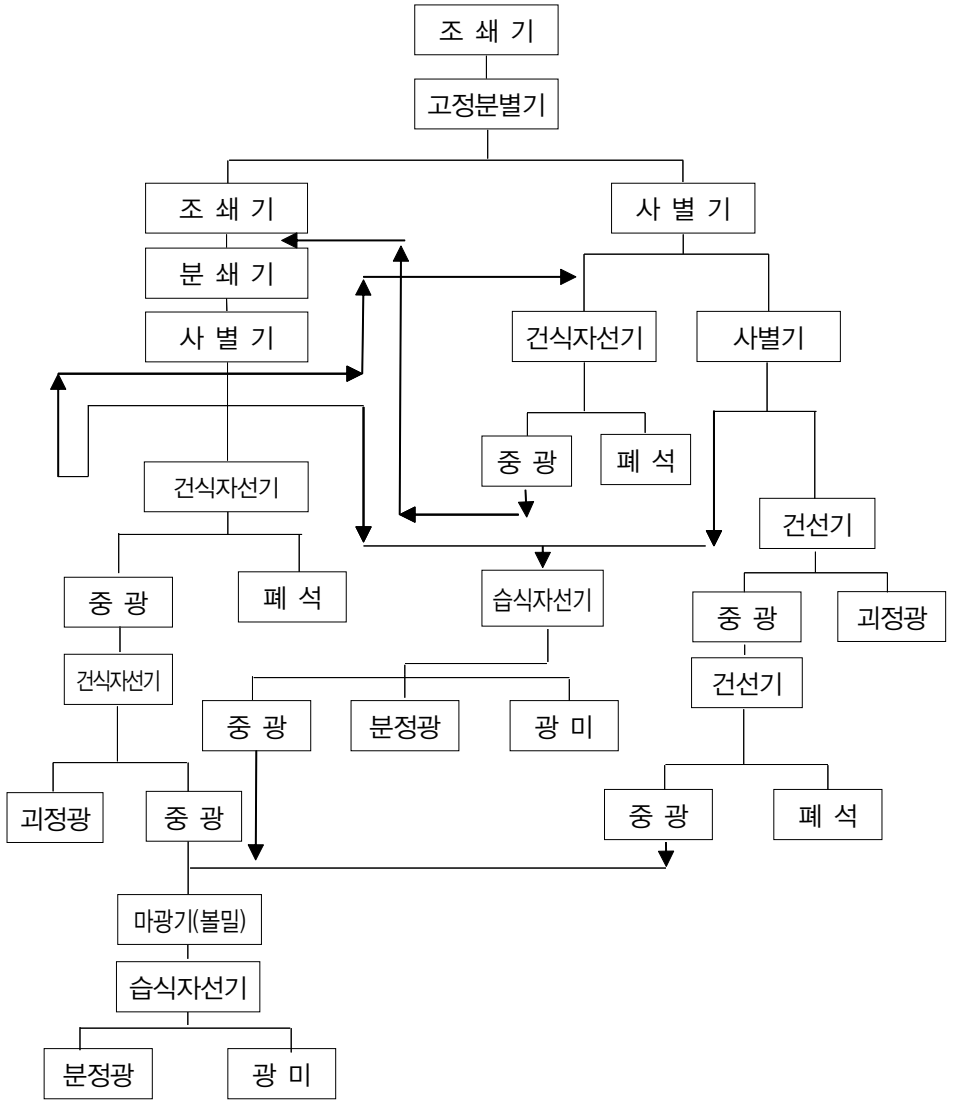 조 쇄 기
고정분별기
조 쇄 기
사 별 기
분 쇄 기
사 별 기
건식자선기
사별기
중 광
폐 석
건식자선기
건선기
습식자선기
중 광
폐 석
중 광
괴정광
건식자선기
건선기
중 광
분정광
광 미
괴정광
중 광
중 광
폐 석
마광기(볼밀)
습식자선기
분정광
광 미